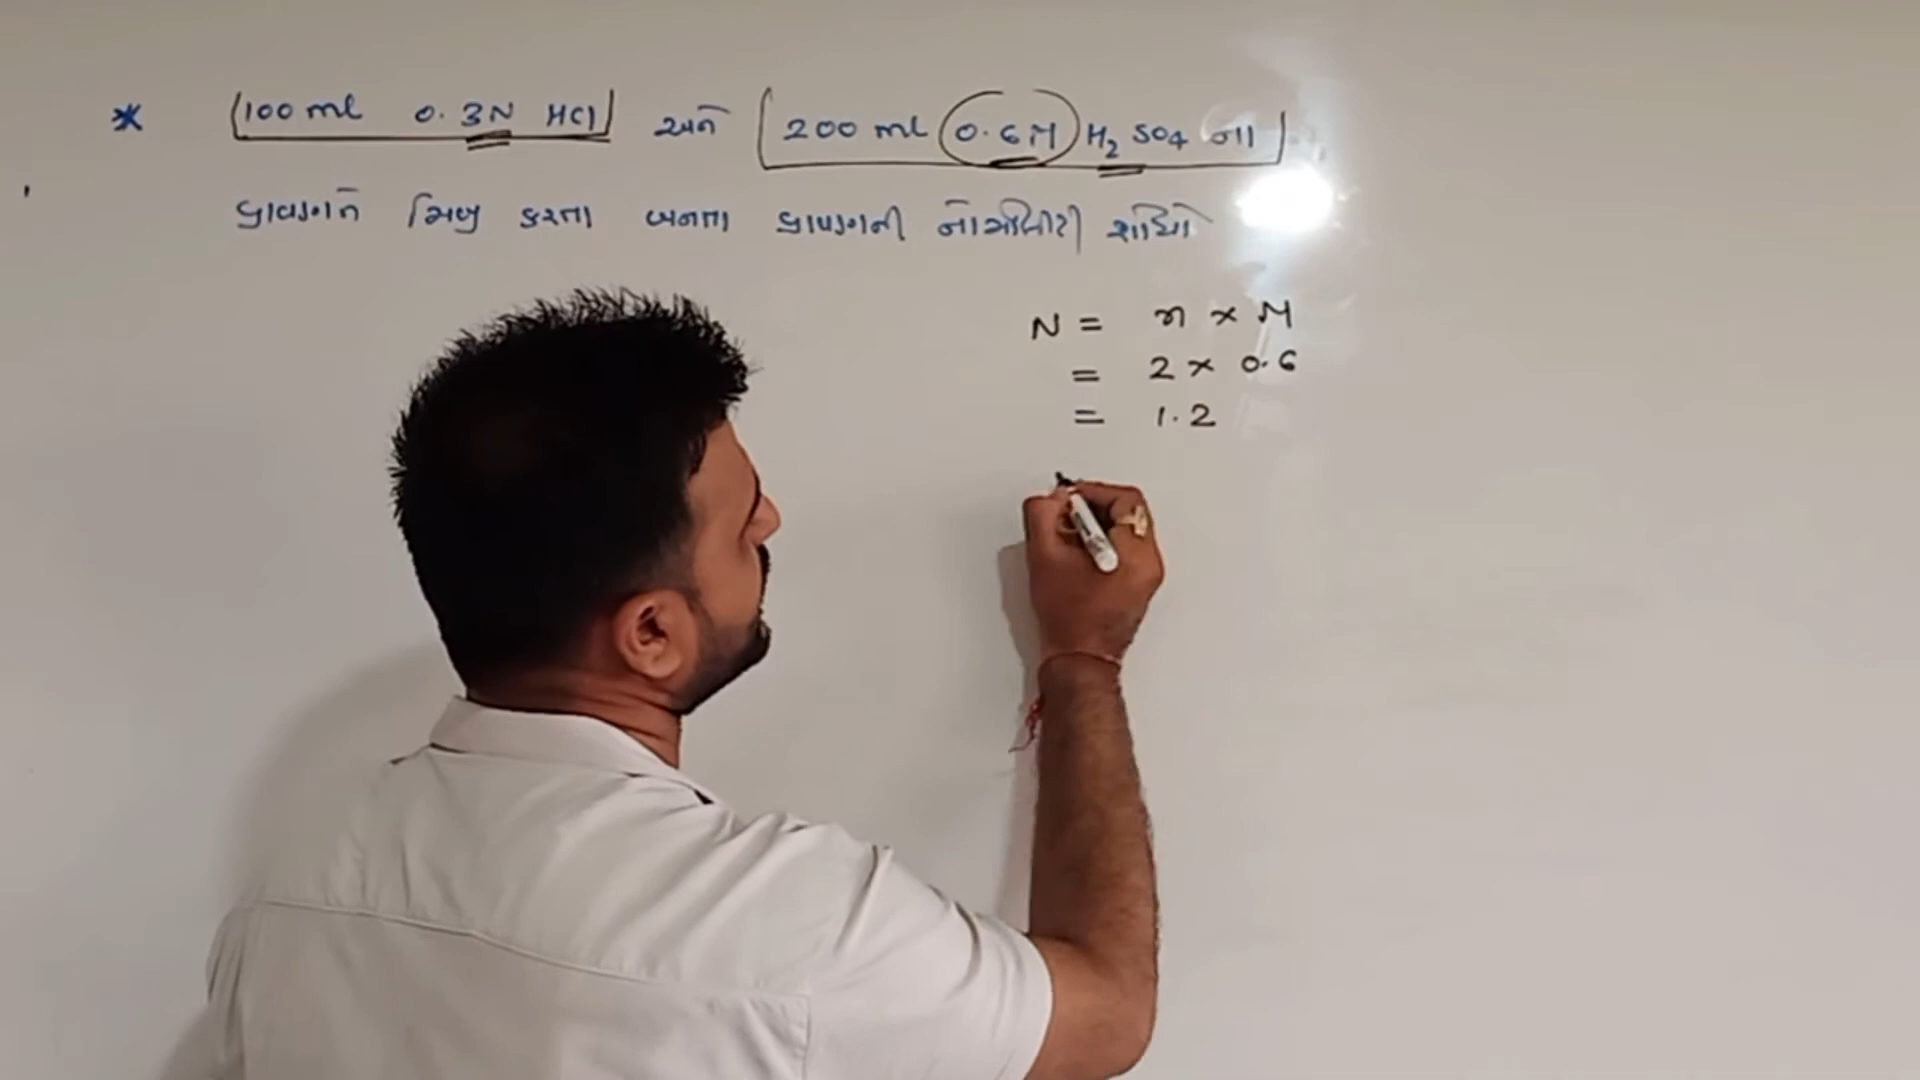 * 100 ml 0.3N HCl અને 200 ml 0.6M H₂SO₄ ના
દ્રાવણને મિશ્ર કરતા બનતા દ્રાવણની નોર્માલિટી શોધો
N = n × M
= 2 × 0.6
= 1.2